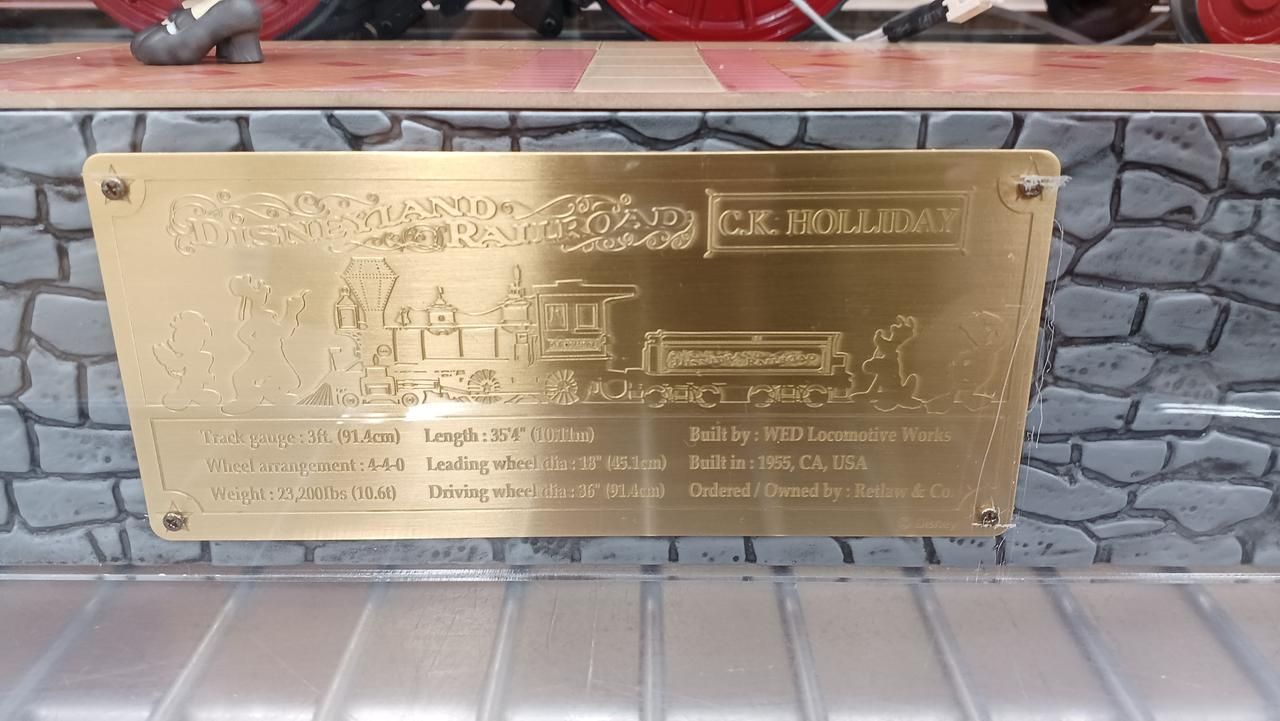 DISNEYLAND RAILROAD
C.K. HOLLIDAY
Track gauge : 3ft. (91.4cm)
Wheel arrangement : 4-4-0
Weight : 23,200lbs (10.6t)
Length : 35'4" (10.11m)
Leading wheel dia : 18" (45.1cm)
Driving wheel dia : 36" (91.4cm)
Built by : WED Locomotive Works
Built in : 1955, CA, USA
Ordered / Owned by : Retlaw & Co.
© Disney